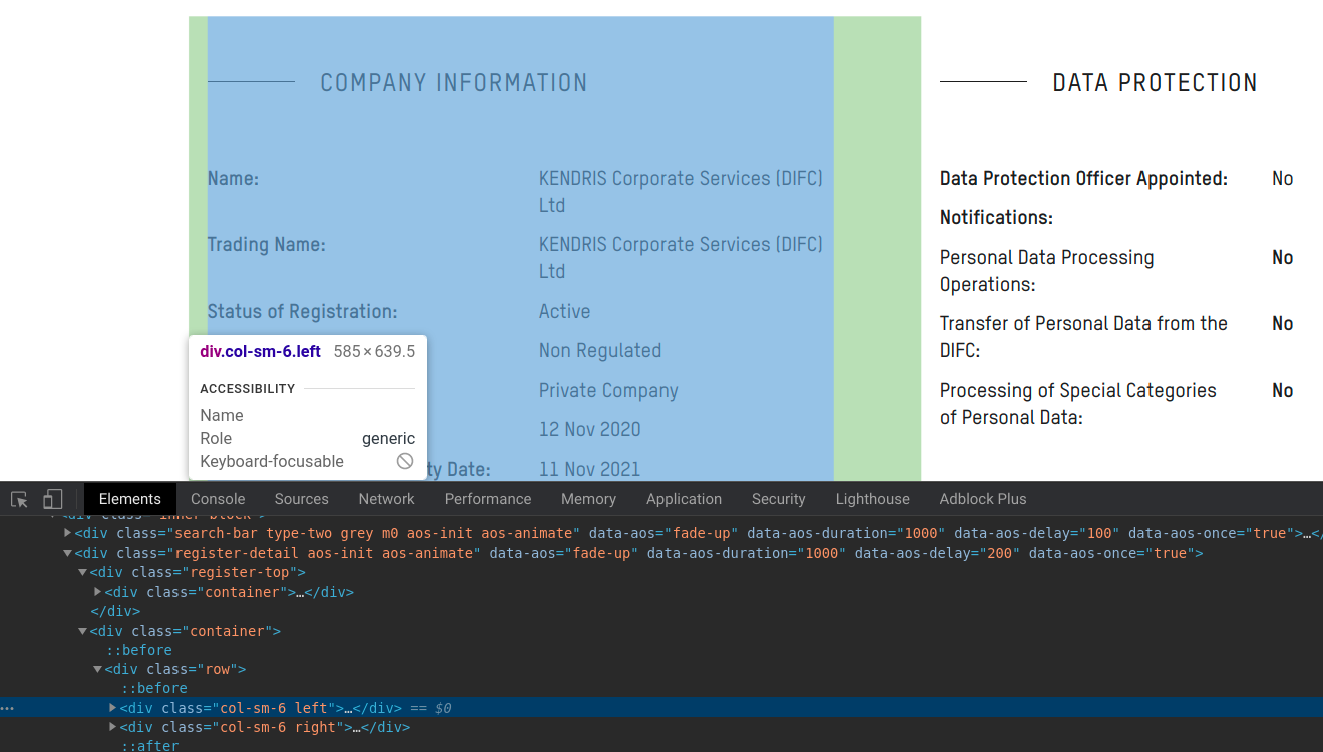 COMPANY INFORMATION
Name: KENDRIS Corporate Services (DIFC)
Ltd
Trading Name: KENDRIS Corporate Services (DIFC)
Ltd
Status of Registration: Active
Non Regulated
Private Company
12 Nov 2020
ty Date: 11 Nov 2021
DATA PROTECTION
Data Protection Officer Appointed: No
Notifications:
Personal Data Processing No
Operations:
Transfer of Personal Data from the No
DIFC:
Processing of Special Categories No
of Personal Data:
div.col-sm-6.left 585 × 639.5
ACCESSIBILITY
Name
Role generic
Keyboard-focusable
Elements Console Sources Network Performance Memory Application Security Lighthouse Adblock Plus
<div class="inner-block">
<div class="search-bar type-two grey m0 aos-init aos-animate" data-aos="fade-up" data-aos-duration="1000" data-aos-delay="100" data-aos-once="true">…</
<div class="register-detail aos-init aos-animate" data-aos="fade-up" data-aos-duration="1000" data-aos-delay="200" data-aos-once="true">
<div class="register-top">
<div class="container">…</div>
</div>
<div class="container">
::before
<div class="row">
::before
<div class="col-sm-6 left">…</div> == $0
<div class="col-sm-6 right">…</div>
::after